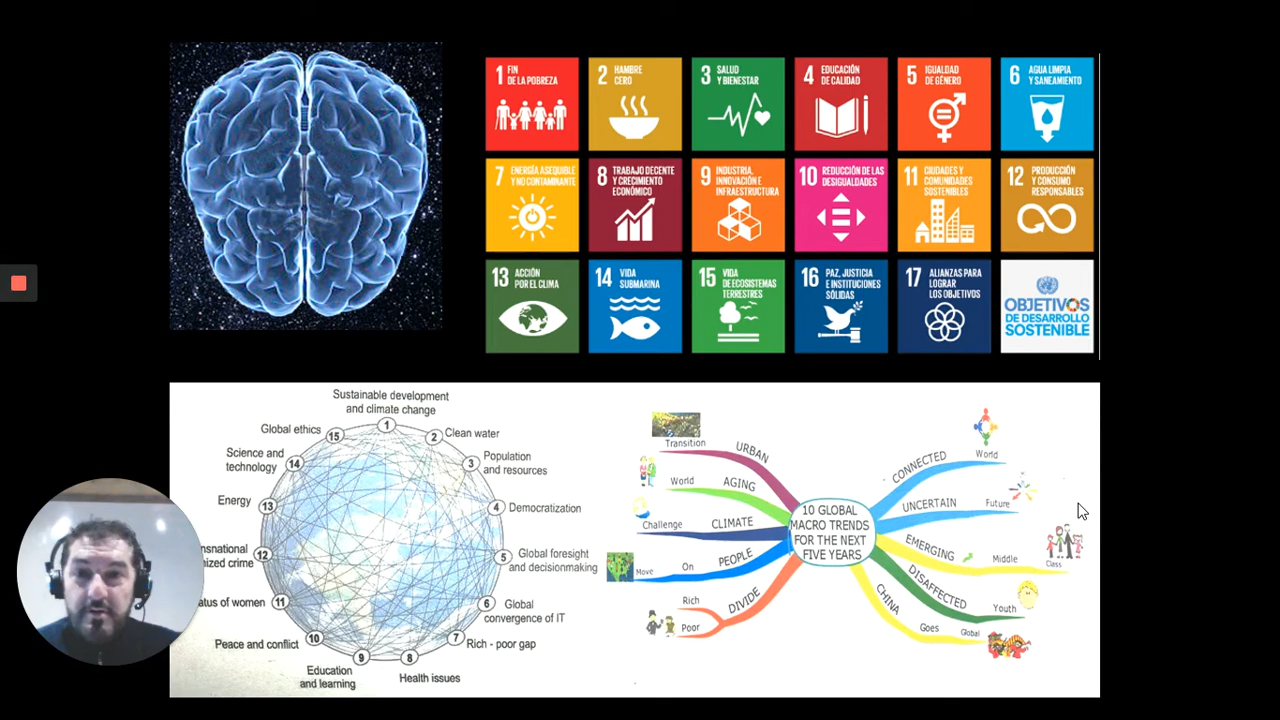 1 FIN
DE LA POBREZA
2 HAMBRE
CERO
3 SALUD
Y BIENESTAR
4 EDUCACIÓN
DE CALIDAD
5 IGUALDAD
DE GÉNERO
6 AGUA LIMPIA
Y SANEAMIENTO
7 ENERGÍA ASEQUIBLE
Y NO CONTAMINANTE
8 TRABAJO DECENTE
Y CRECIMIENTO
ECONÓMICO
9 INDUSTRIA,
INNOVACIÓN E
INFRAESTRUCTURA
10 REDUCCIÓN DE LAS
DESIGUALDADES
11 CIUDADES Y
COMUNIDADES
SOSTENIBLES
12 PRODUCCIÓN
Y CONSUMO
RESPONSABLES
13 ACCIÓN
POR EL CLIMA
14 VIDA
SUBMARINA
15 VIDA
DE ECOSISTEMAS
TERRESTRES
16 PAZ, JUSTICIA
E INSTITUCIONES
SÓLIDAS
17 ALIANZAS PARA
LOGRAR
LOS OBJETIVOS
OBJETIVOS
DE DESARROLLO
SOSTENIBLE
Sustainable development
and climate change
1
2 Clean water
3 Population
and resources
4 Democratization
5 Global foresight
and decisionmaking
6 Global
convergence of IT
7 Rich - poor gap
8
Health issues
9
Education
and learning
Peace and conflict 10
atus of women 11
nsnational
ized crime 12
Energy 13
Science and
technology 14
Global ethics 15
10 GLOBAL
MACRO TRENDS
FOR THE NEXT
FIVE YEARS
Transition URBAN
World AGING
Challenge CLIMATE
Move On PEOPLE
Rich
Poor
DIVIDE
CONNECTED World
UNCERTAIN Future
EMERGING Middle Class
DISAFFECTED Youth
CHINA Goes Global